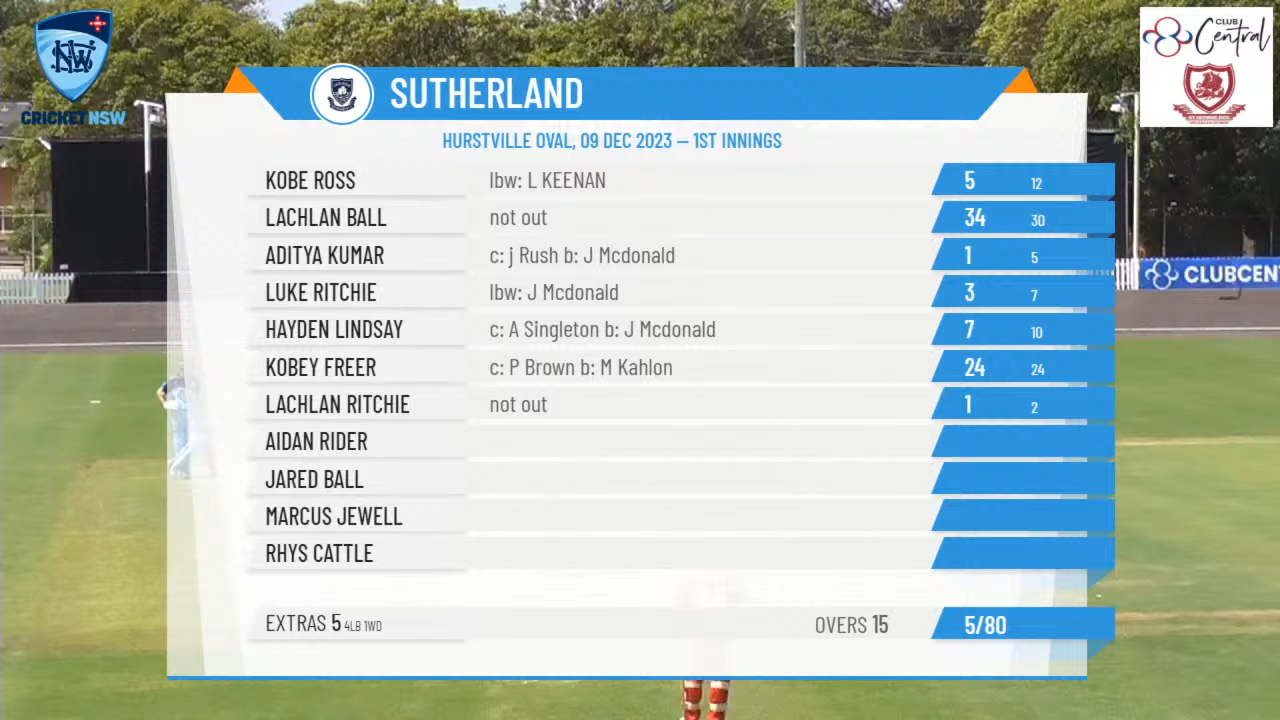 CRICKET NSW
CLUB
Central
SUTHERLAND
HURSTVILLE OVAL, 09 DEC 2023 – 1ST INNINGS
KOBE ROSS lbw: L KEENAN 5 12
LACHLAN BALL not out 34 30
ADITYA KUMAR c: j Rush b: J Mcdonald 1 5
LUKE RITCHIE lbw: J Mcdonald 3 7
HAYDEN LINDSAY c: A Singleton b: J Mcdonald 7 10
KOBEY FREER c: P Brown b: M Kahlon 24 24
LACHLAN RITCHIE not out 1 2
AIDAN RIDER
JARED BALL
MARCUS JEWELL
RHYS CATTLE
EXTRAS 5 4LB 1WD OVERS 15 5/80
CLUBCEN